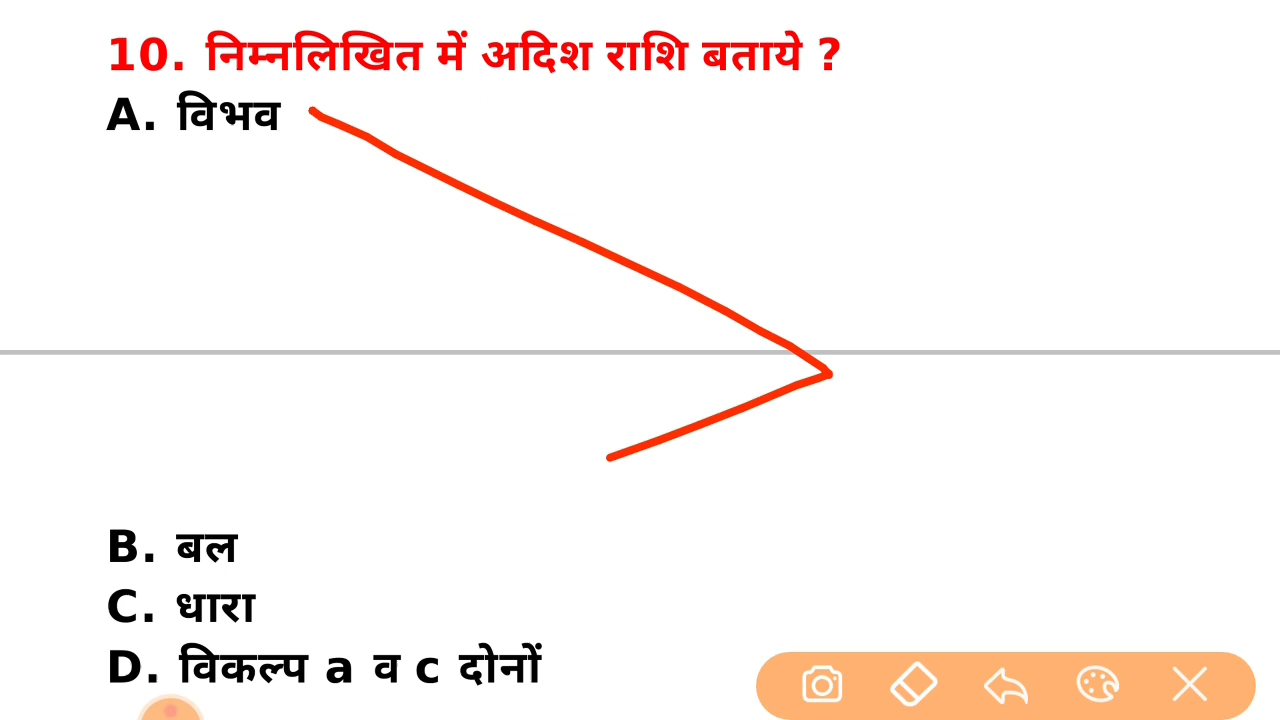 10. निम्नलिखित में अदिश राशि बताये ?
A. विभव
B. बल
C. धारा
D. विकल्प a व c दोनों